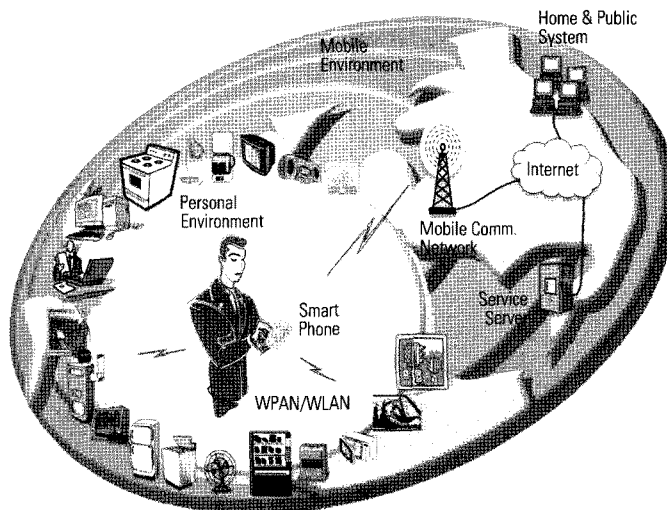 Home & Public
System
Mobile
Environment
Internet
Personal
Environment
Mobile Comm.
Network
Service
Server
Smart
Phone
WPAN/WLAN